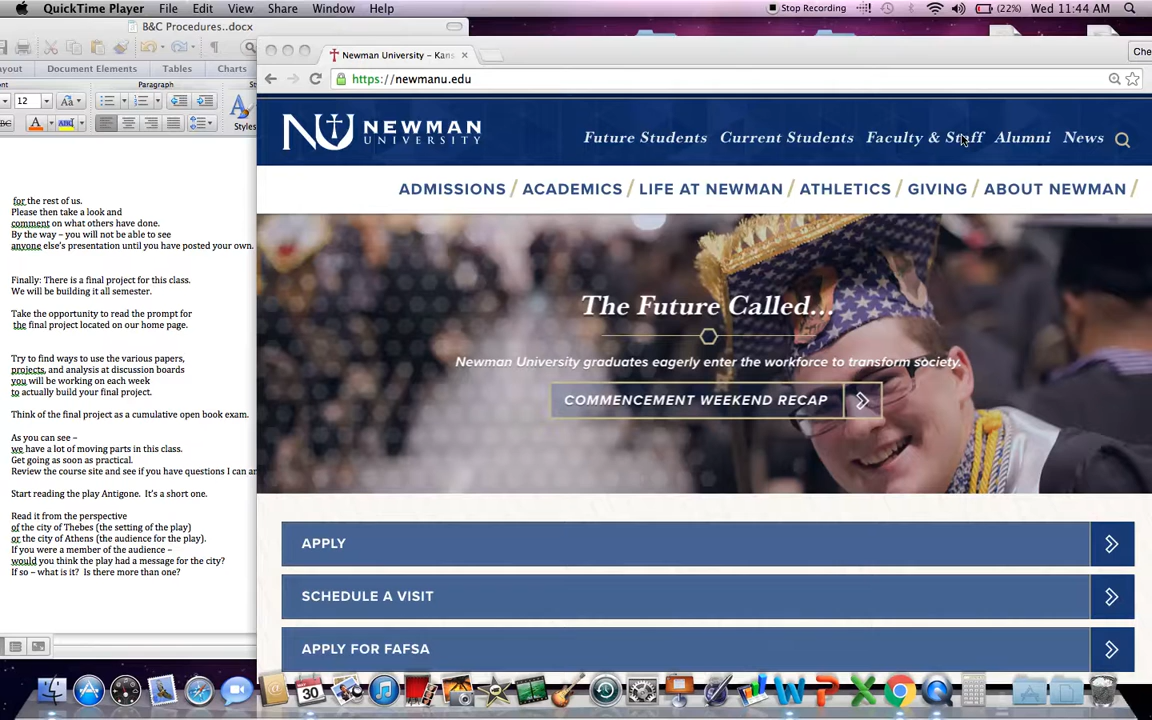 QuickTime Player File Edit View Share Window Help
Stop Recording (22%) Wed 11:44 AM
B&C Procedures..docx
Document Elements Tables Charts
Paragraph
12 Aa
A
Styles
for the rest of us.
Please then take a look and
comment on what others have done.
By the way – you will not be able to see
anyone else's presentation until you have posted your own.
Finally: There is a final project for this class.
We will be building it all semester.
Take the opportunity to read the prompt for
the final project located on our home page.
Try to find ways to use the various papers,
projects, and analysis at discussion boards
you will be working on each week
to actually build your final project.
Think of the final project as a cumulative open book exam.
As you can see –
we have a lot of moving parts in this class.
Get going as soon as practical.
Review the course site and see if you have questions I can
Start reading the play Antigone. It's a short one.
Read it from the perspective
of the city of Thebes (the setting of the play)
or the city of Athens (the audience for the play).
If you were a member of the audience –
would you think the play had a message for the city?
If so – what is it? Is there more than one?
Newman University – Kans
https://newmanu.edu
NU NEWMAN
UNIVERSITY
Future Students Current Students Faculty & Staff Alumni News
ADMISSIONS / ACADEMICS / LIFE AT NEWMAN / ATHLETICS / GIVING / ABOUT NEWMAN /
The Future Called...
Newman University graduates eagerly enter the workforce to transform society.
COMMENCEMENT WEEKEND RECAP
APPLY
SCHEDULE A VISIT
APPLY FOR FAFSA
30